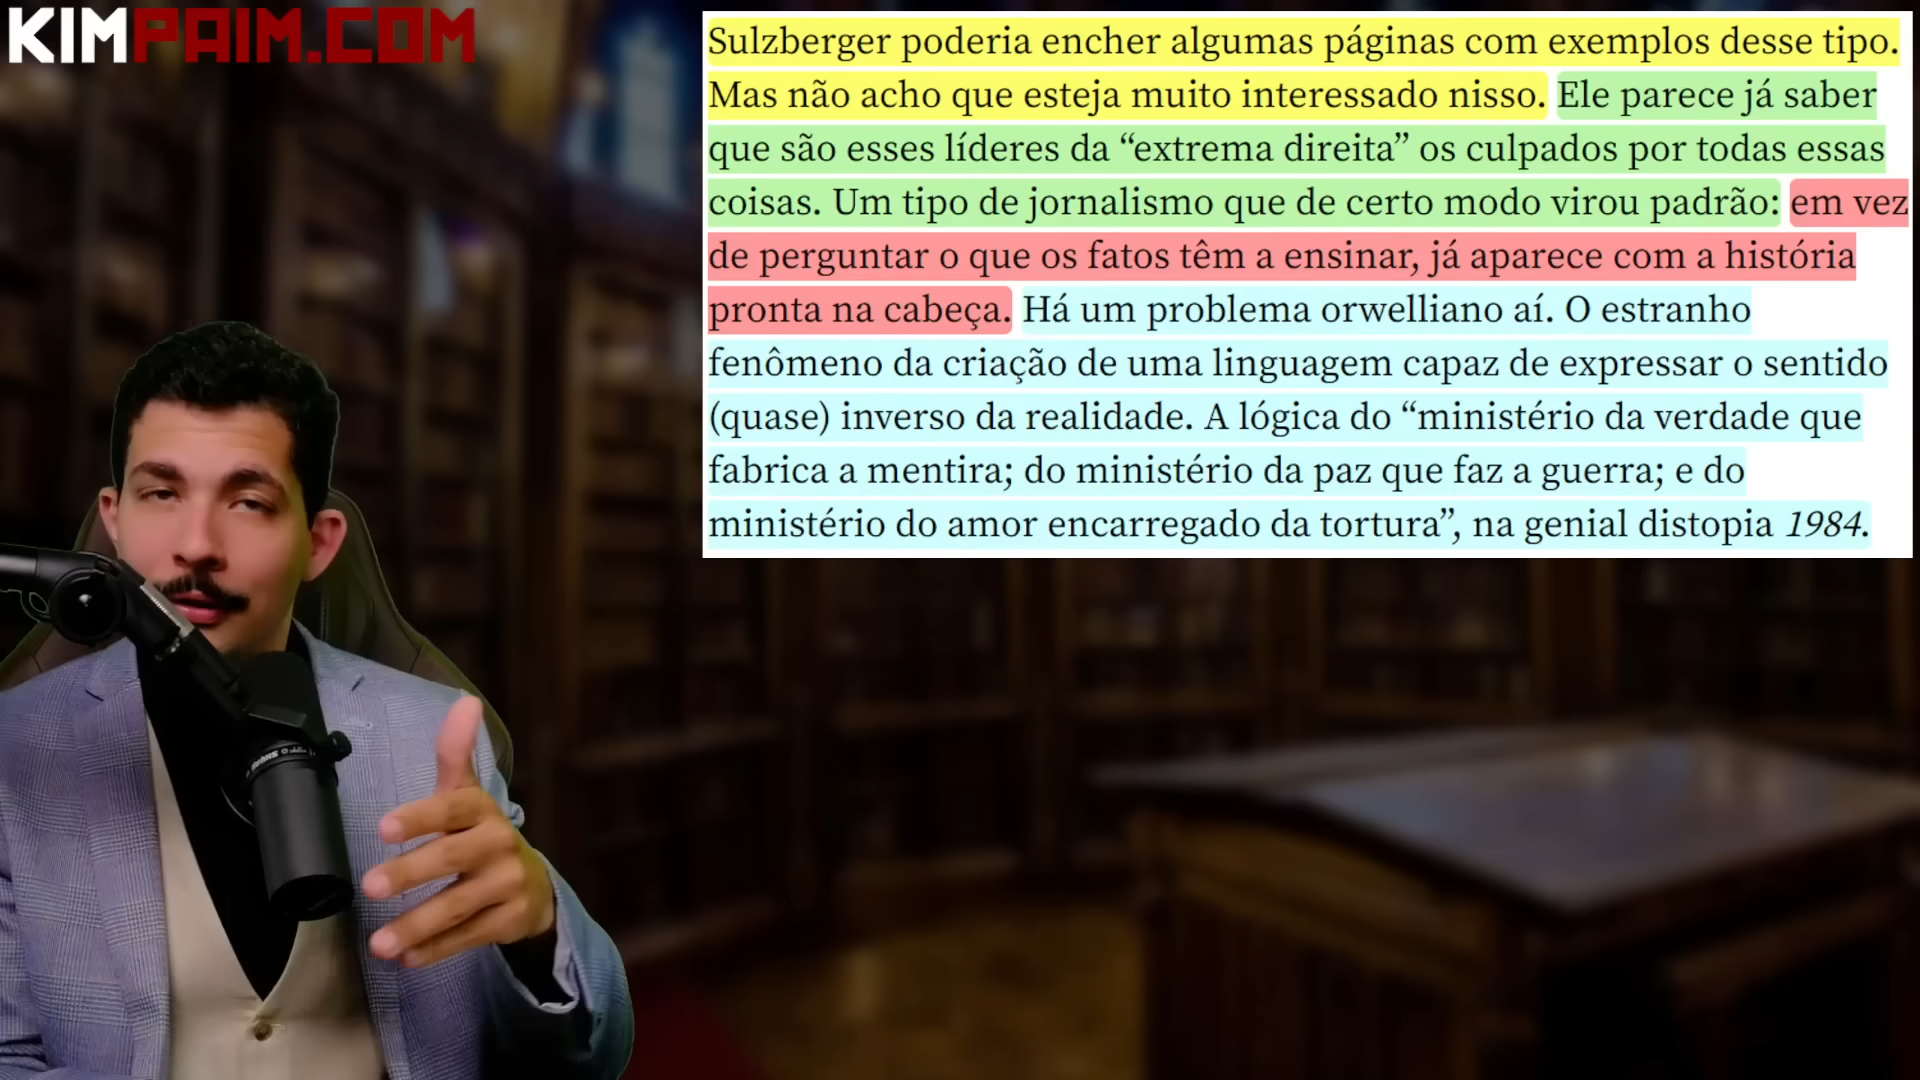 KIMPAIM.COM
Sulzberger poderia encher algumas páginas com exemplos desse tipo.
Mas não acho que esteja muito interessado nisso. Ele parece já saber
que são esses líderes da “extrema direita” os culpados por todas essas
coisas. Um tipo de jornalismo que de certo modo virou padrão: em vez
de perguntar o que os fatos têm a ensinar, já aparece com a história
pronta na cabeça. Há um problema orwelliano aí. O estranho
fenômeno da criação de uma linguagem capaz de expressar o sentido
(quase) inverso da realidade. A lógica do “ministério da verdade que
fabrica a mentira; do ministério da paz que faz a guerra; e do
ministério do amor encarregado da tortura”, na genial distopia 1984.